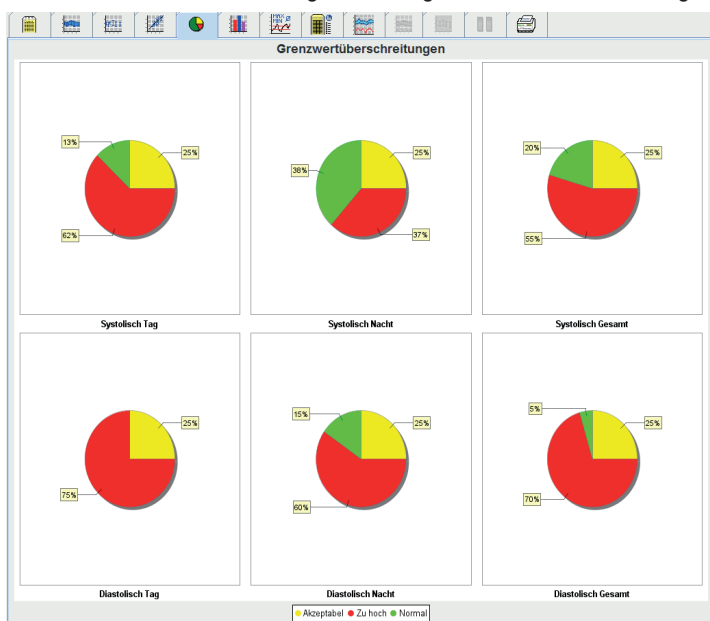 Grenzwertüberschreitungen
13%
25%
62%
Systolisch Tag
38%
25%
37%
Systolisch Nacht
20%
25%
55%
Systolisch Gesamt
25%
75%
Diastolisch Tag
15%
25%
60%
Diastolisch Nacht
5%
25%
70%
Diastolisch Gesamt
Akzeptabel Zu hoch Normal